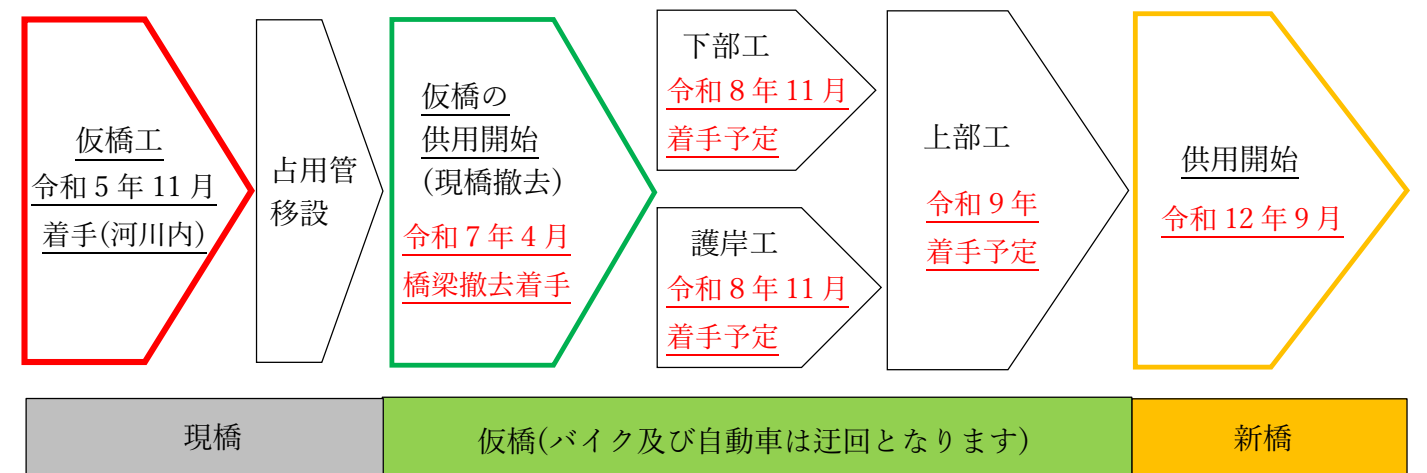 仮橋工
令和5年11月
着手(河川内)
占用管
移設
仮橋の
供用開始
(現橋撤去)
令和7年4月
橋梁撤去着手
下部工
令和8年11月
着手予定
護岸工
令和8年11月
着手予定
上部工
令和9年
着手予定
供用開始
令和12年9月
現橋
仮橋(バイク及び自動車は迂回となります)
新橋